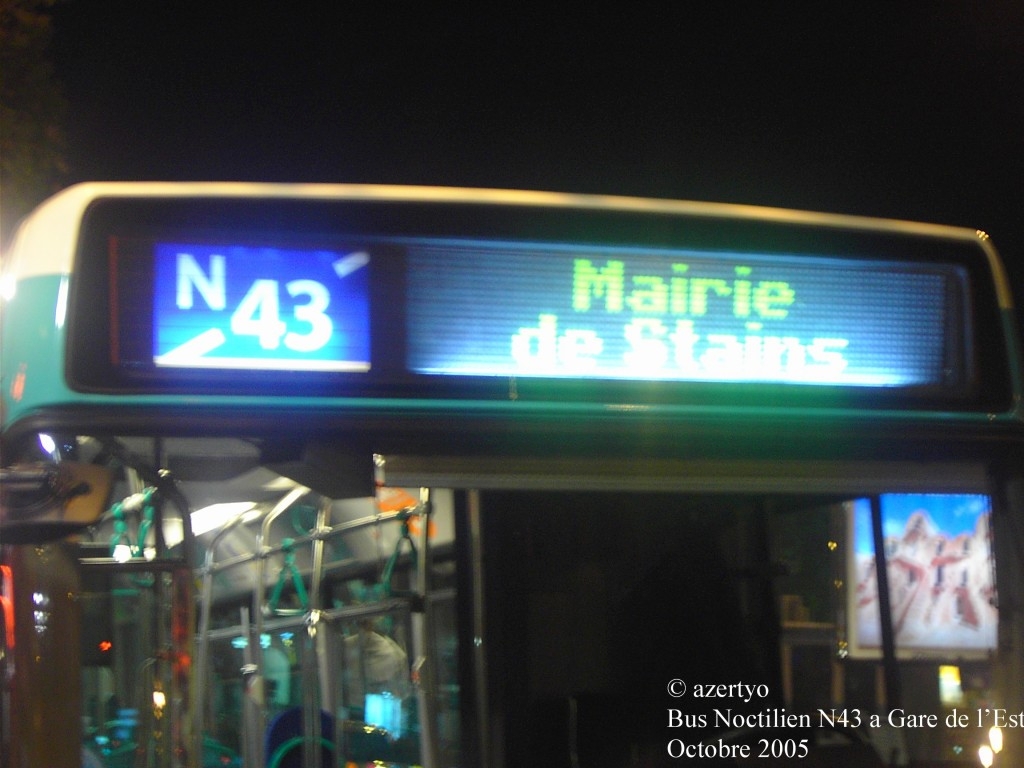 N 43
Mairie
de Stains
© azertyo
Bus Noctilien N43 a Gare de l'Est
Octobre 2005